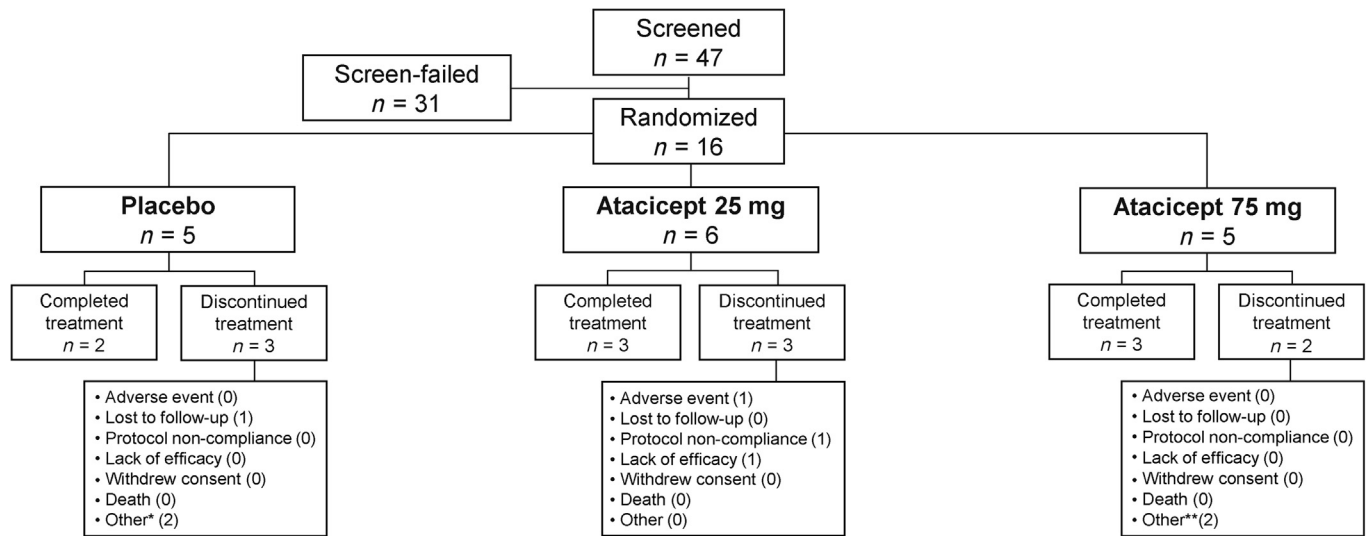 Screened
n = 47
Screen-failed
n = 31
Randomized
n = 16
Placebo
n = 5
Atacicept 25 mg
n = 6
Atacicept 75 mg
n = 5
Completed
treatment
n = 2
Discontinued
treatment
n = 3
Completed
treatment
n = 3
Discontinued
treatment
n = 3
Completed
treatment
n = 3
Discontinued
treatment
n = 2
• Adverse event (0)
• Lost to follow-up (1)
• Protocol non-compliance (0)
• Lack of efficacy (0)
• Withdrew consent (0)
• Death (0)
• Other* (2)
• Adverse event (1)
• Lost to follow-up (0)
• Protocol non-compliance (1)
• Lack of efficacy (1)
• Withdrew consent (0)
• Death (0)
• Other (0)
• Adverse event (0)
• Lost to follow-up (0)
• Protocol non-compliance (0)
• Lack of efficacy (0)
• Withdrew consent (0)
• Death (0)
• Other**(2)